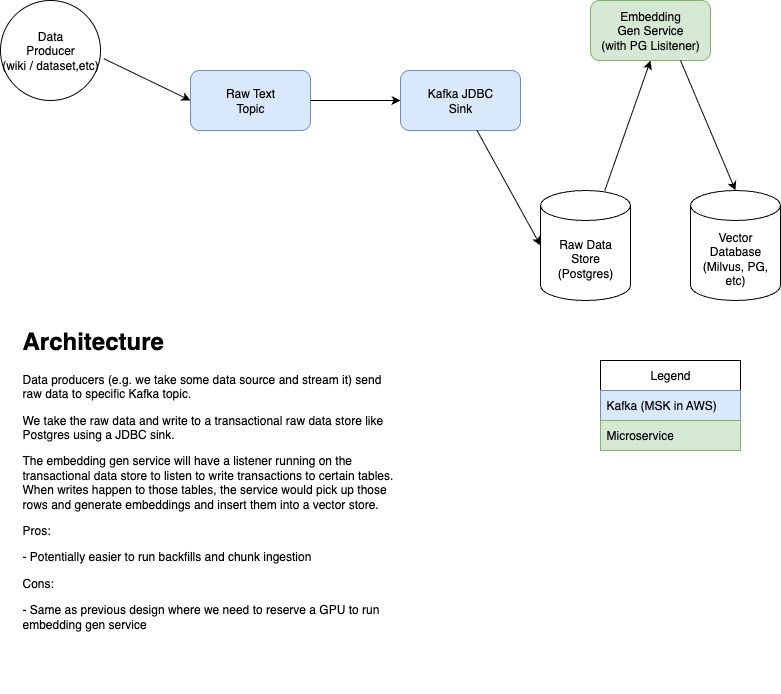 Data
Producer
(wiki / dataset,etc)
Raw Text
Topic
Kafka JDBC
Sink
Embedding
Gen Service
(with PG Lisitener)
Raw Data
Store
(Postgres)
Vector
Database
(Milvus, PG,
etc)
Architecture
Data producers (e.g. we take some data source and stream it) send
raw data to specific Kafka topic.
We take the raw data and write to a transactional raw data store like
Postgres using a JDBC sink.
The embedding gen service will have a listener running on the
transactional data store to listen to write transactions to certain tables.
When writes happen to those tables, the service would pick up those
rows and generate embeddings and insert them into a vector store.
Pros:
- Potentially easier to run backfills and chunk ingestion
Cons:
- Same as previous design where we need to reserve a GPU to run
embedding gen service
Legend
Kafka (MSK in AWS)
Microservice